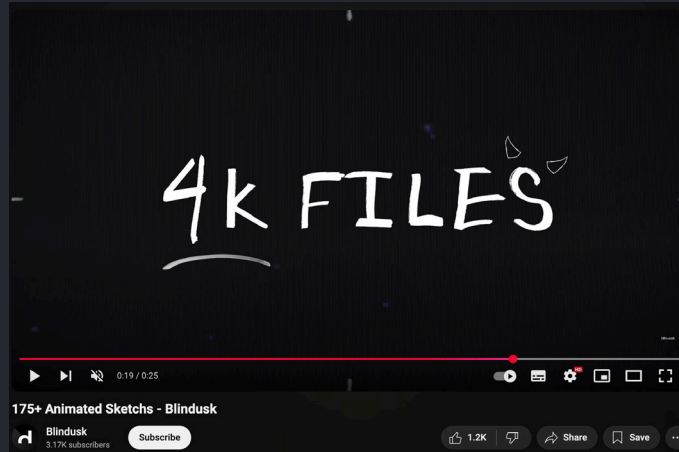 4K FILES
HD
0:19 / 0:25
175+ Animated Sketchs - Blindusk
Blindusk
3.17K subscribers
Subscribe
1.2K
Share
Save